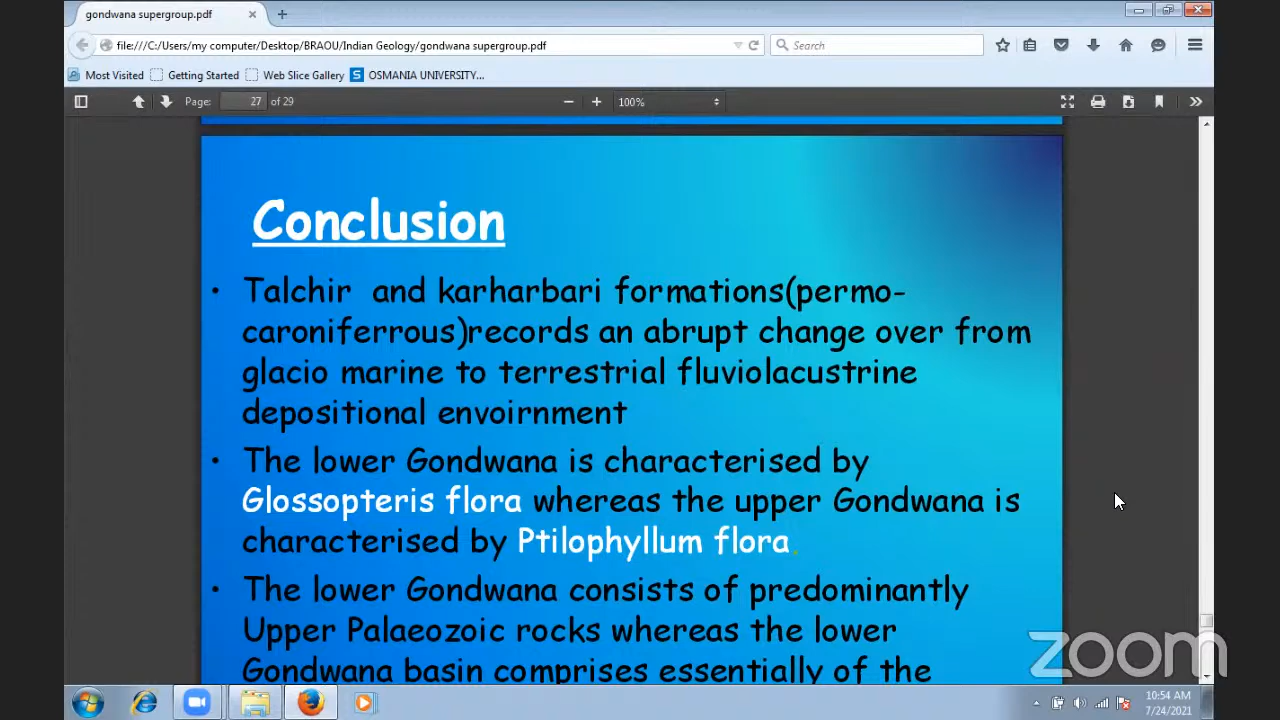 gondwana supergroup.pdf
file:///C:/Users/my computer/Desktop/BRAOU/Indian Geology/gondwana supergroup.pdf
Search
Most Visited Getting Started Web Slice Gallery S OSMANIA UNIVERSITY...
Page: 27 of 29 100%
Conclusion
• Talchir and karharbari formations(permo-
caroniferrous)records an abrupt change over from
glacio marine to terrestrial fluviolacustrine
depositional envoirnment
• The lower Gondwana is characterised by
Glossopteris flora whereas the upper Gondwana is
characterised by Ptilophyllum flora.
• The lower Gondwana consists of predominantly
Upper Palaeozoic rocks whereas the lower
Gondwana basin comprises essentially of the
zoom
10:54 AM
7/24/2021